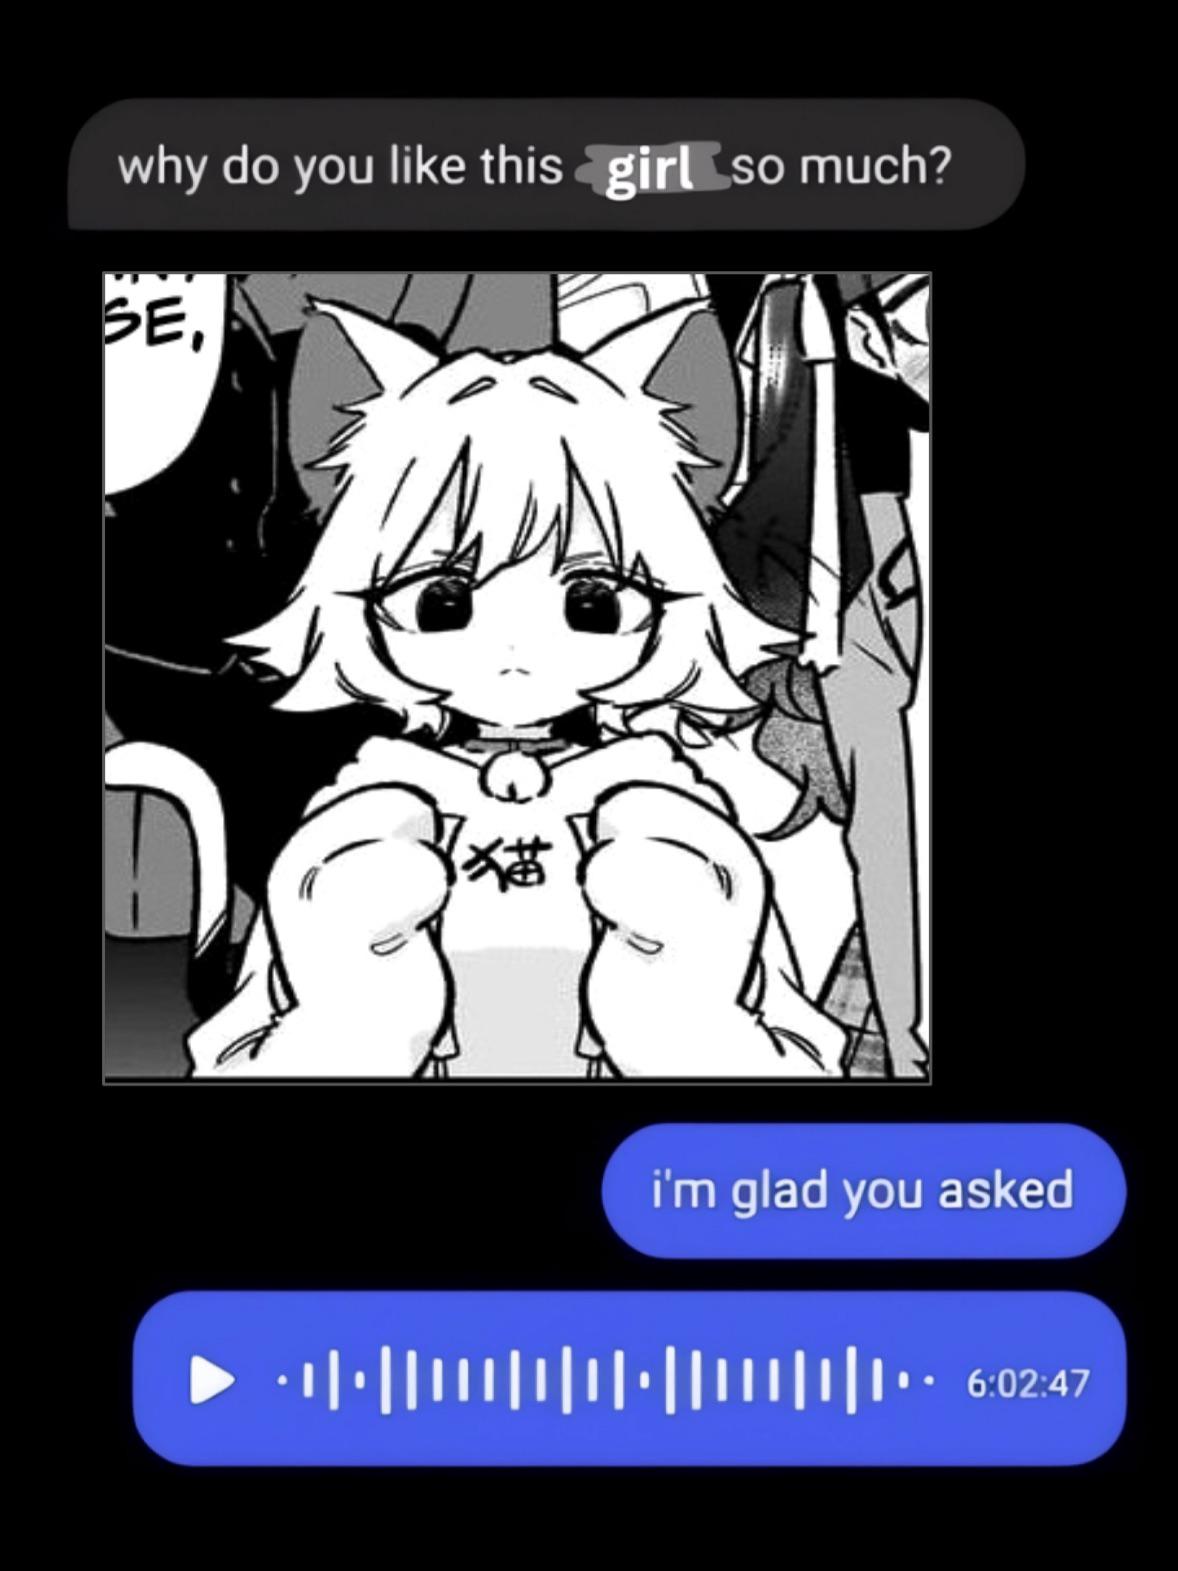 why do you like this girl so much?
SE,
猫
i'm glad you asked
6:02:47